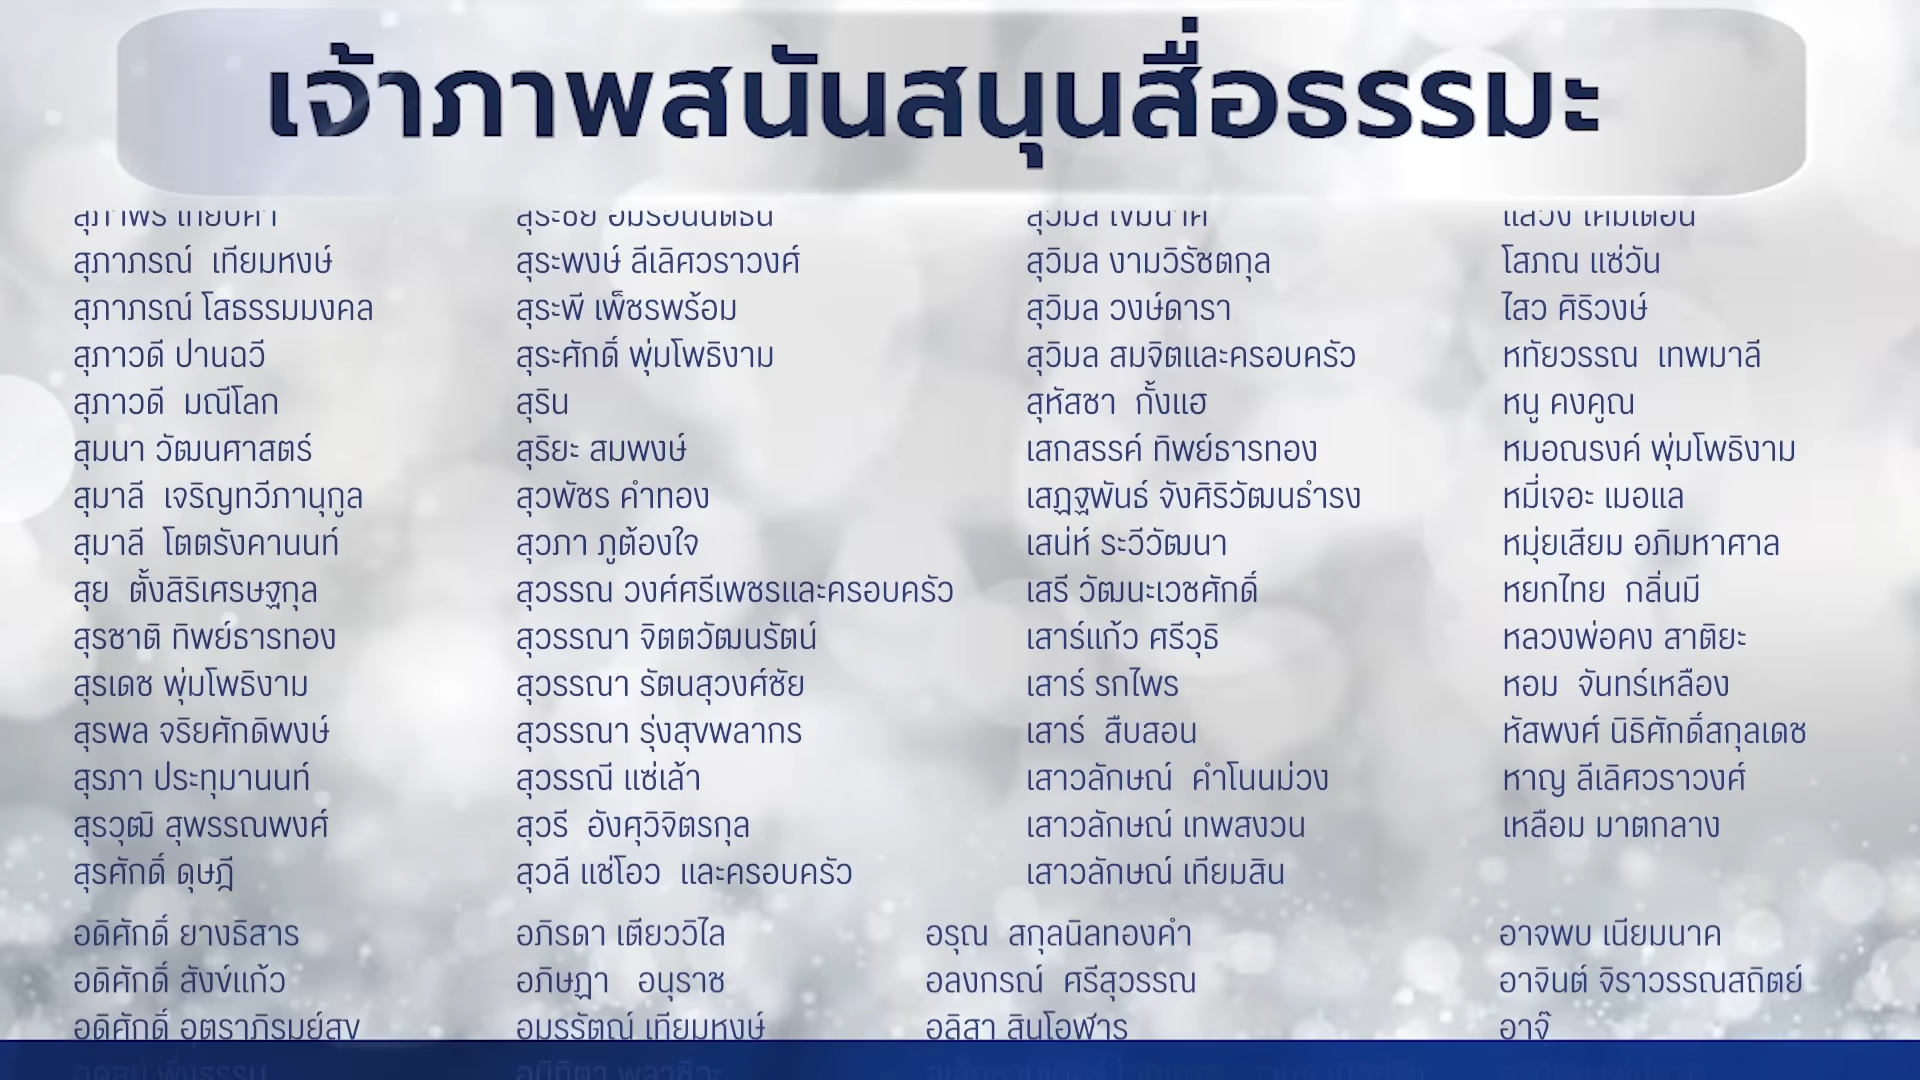 เจ้าภาพสนันสนุนสื่อธรรมะ
สุภาภรณ์  เทียมหงษ์
สุภาภรณ์ โสธรรมมงคล
สุภาวดี ปานฉวี
สุภาวดี  มณีโลก
สุมนา วัฒนศาสตร์
สุมาลี  เจริญทวีภานุกูล
สุมาลี  โตตรังคานนท์
สุย  ตั้งสิริเศรษฐกุล
สุรชาติ ทิพย์ธารทอง
สุรเดช พุ่มโพธิงาม
สุรพล จริยศักดิพงษ์
สุรภา ประทุมานนท์
สุรวุฒิ สุพรรณพงศ์
สุรศักดิ์ ดุษฎี
สุระพงษ์ ลีเลิศวราวงศ์
สุระพี เพ็ชรพร้อม
สุระศักดิ์ พุ่มโพธิงาม
สุริน
สุริยะ สมพงษ์
สุวพัชร คำทอง
สุวภา ภูต้องใจ
สุวรรณ วงศ์ศรีเพชรและครอบครัว
สุวรรณา จิตตวัฒนรัตน์
สุวรรณา รัตนสุวงศ์ชัย
สุวรรณา รุ่งสุขพลากร
สุวรรณี แซ่เล้า
สุวรี  อังศุวิจิตรกุล
สุวลี แซ่โอว  และครอบครัว
สุวิมล งามวิรัชตกุล
สุวิมล วงษ์ดารา
สุวิมล สมจิตและครอบครัว
สุหัสชา  กั้งแฮ
เสกสรรค์ ทิพย์ธารทอง
เสฏฐพันธ์ จังศิริวัฒนธำรง
เสน่ห์ ระวีวัฒนา
เสรี วัฒนะเวชศักดิ์
เสาร์แก้ว ศรีวุธิ
เสาร์ รกไพร
เสาร์  สืบสอน
เสาวลักษณ์  คำโนนม่วง
เสาวลักษณ์ เทพสงวน
เสาวลักษณ์ เทียมสิน
โสภณ แซ่วัน
ไสว ศิริวงษ์
หทัยวรรณ  เทพมาลี
หนู คงคูณ
หมอณรงค์ พุ่มโพธิงาม
หมี่เจอะ เมอแล
หมุ่ยเสียม อภิมหาศาล
หยกไทย  กลิ่นมี
หลวงพ่อคง สาติยะ
หอม  จันทร์เหลือง
หัสพงศ์ นิธิศักดิ์สกุลเดช
หาญ ลีเลิศวราวงศ์
เหลือม มาตกลาง
อดิศักดิ์ ยางธิสาร
อดิศักดิ์ สังข์แก้ว
อดิศักดิ์ อุตราภิรมย์สุข
อภิรดา เตียววิไล
อภิษฎา   อนุราช
อมรรัตณ์ เทียมหงษ์
อรุณ  สกุลนิลทองคำ
อลงกรณ์  ศรีสุวรรณ
อลิสา สินโอฬาร
อาจพบ เนียมนาค
อาจินต์ จิราวรรณสถิตย์
อาจุ๊